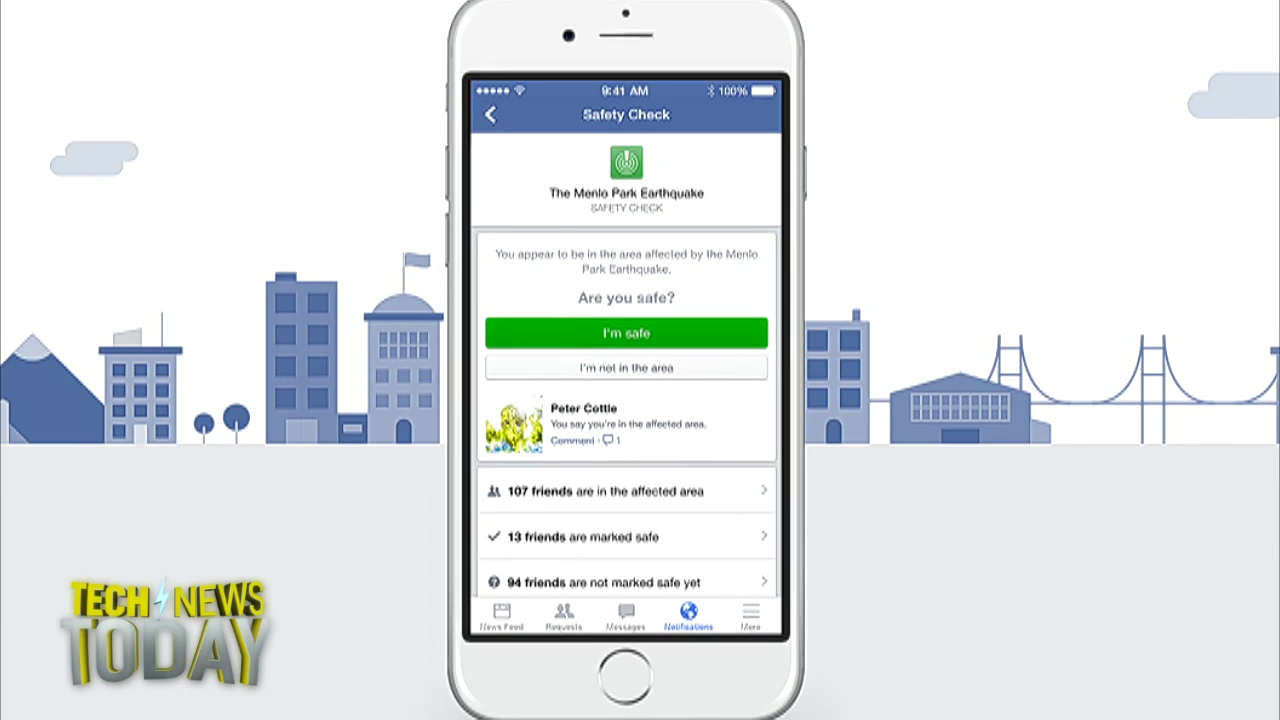 9:41 AM
100%
Safety Check
The Menlo Park Earthquake
SAFETY CHECK
You appear to be in the area affected by the Menlo
Park Earthquake.
Are you safe?
I'm safe
I'm not in the area
Peter Cottle
You say you're in the affected area.
Comment · 1
107 friends are in the affected area
13 friends are marked safe
94 friends are not marked safe yet
News Feed
Requests
Messages
Notifications
More
TECH NEWS
TODAY